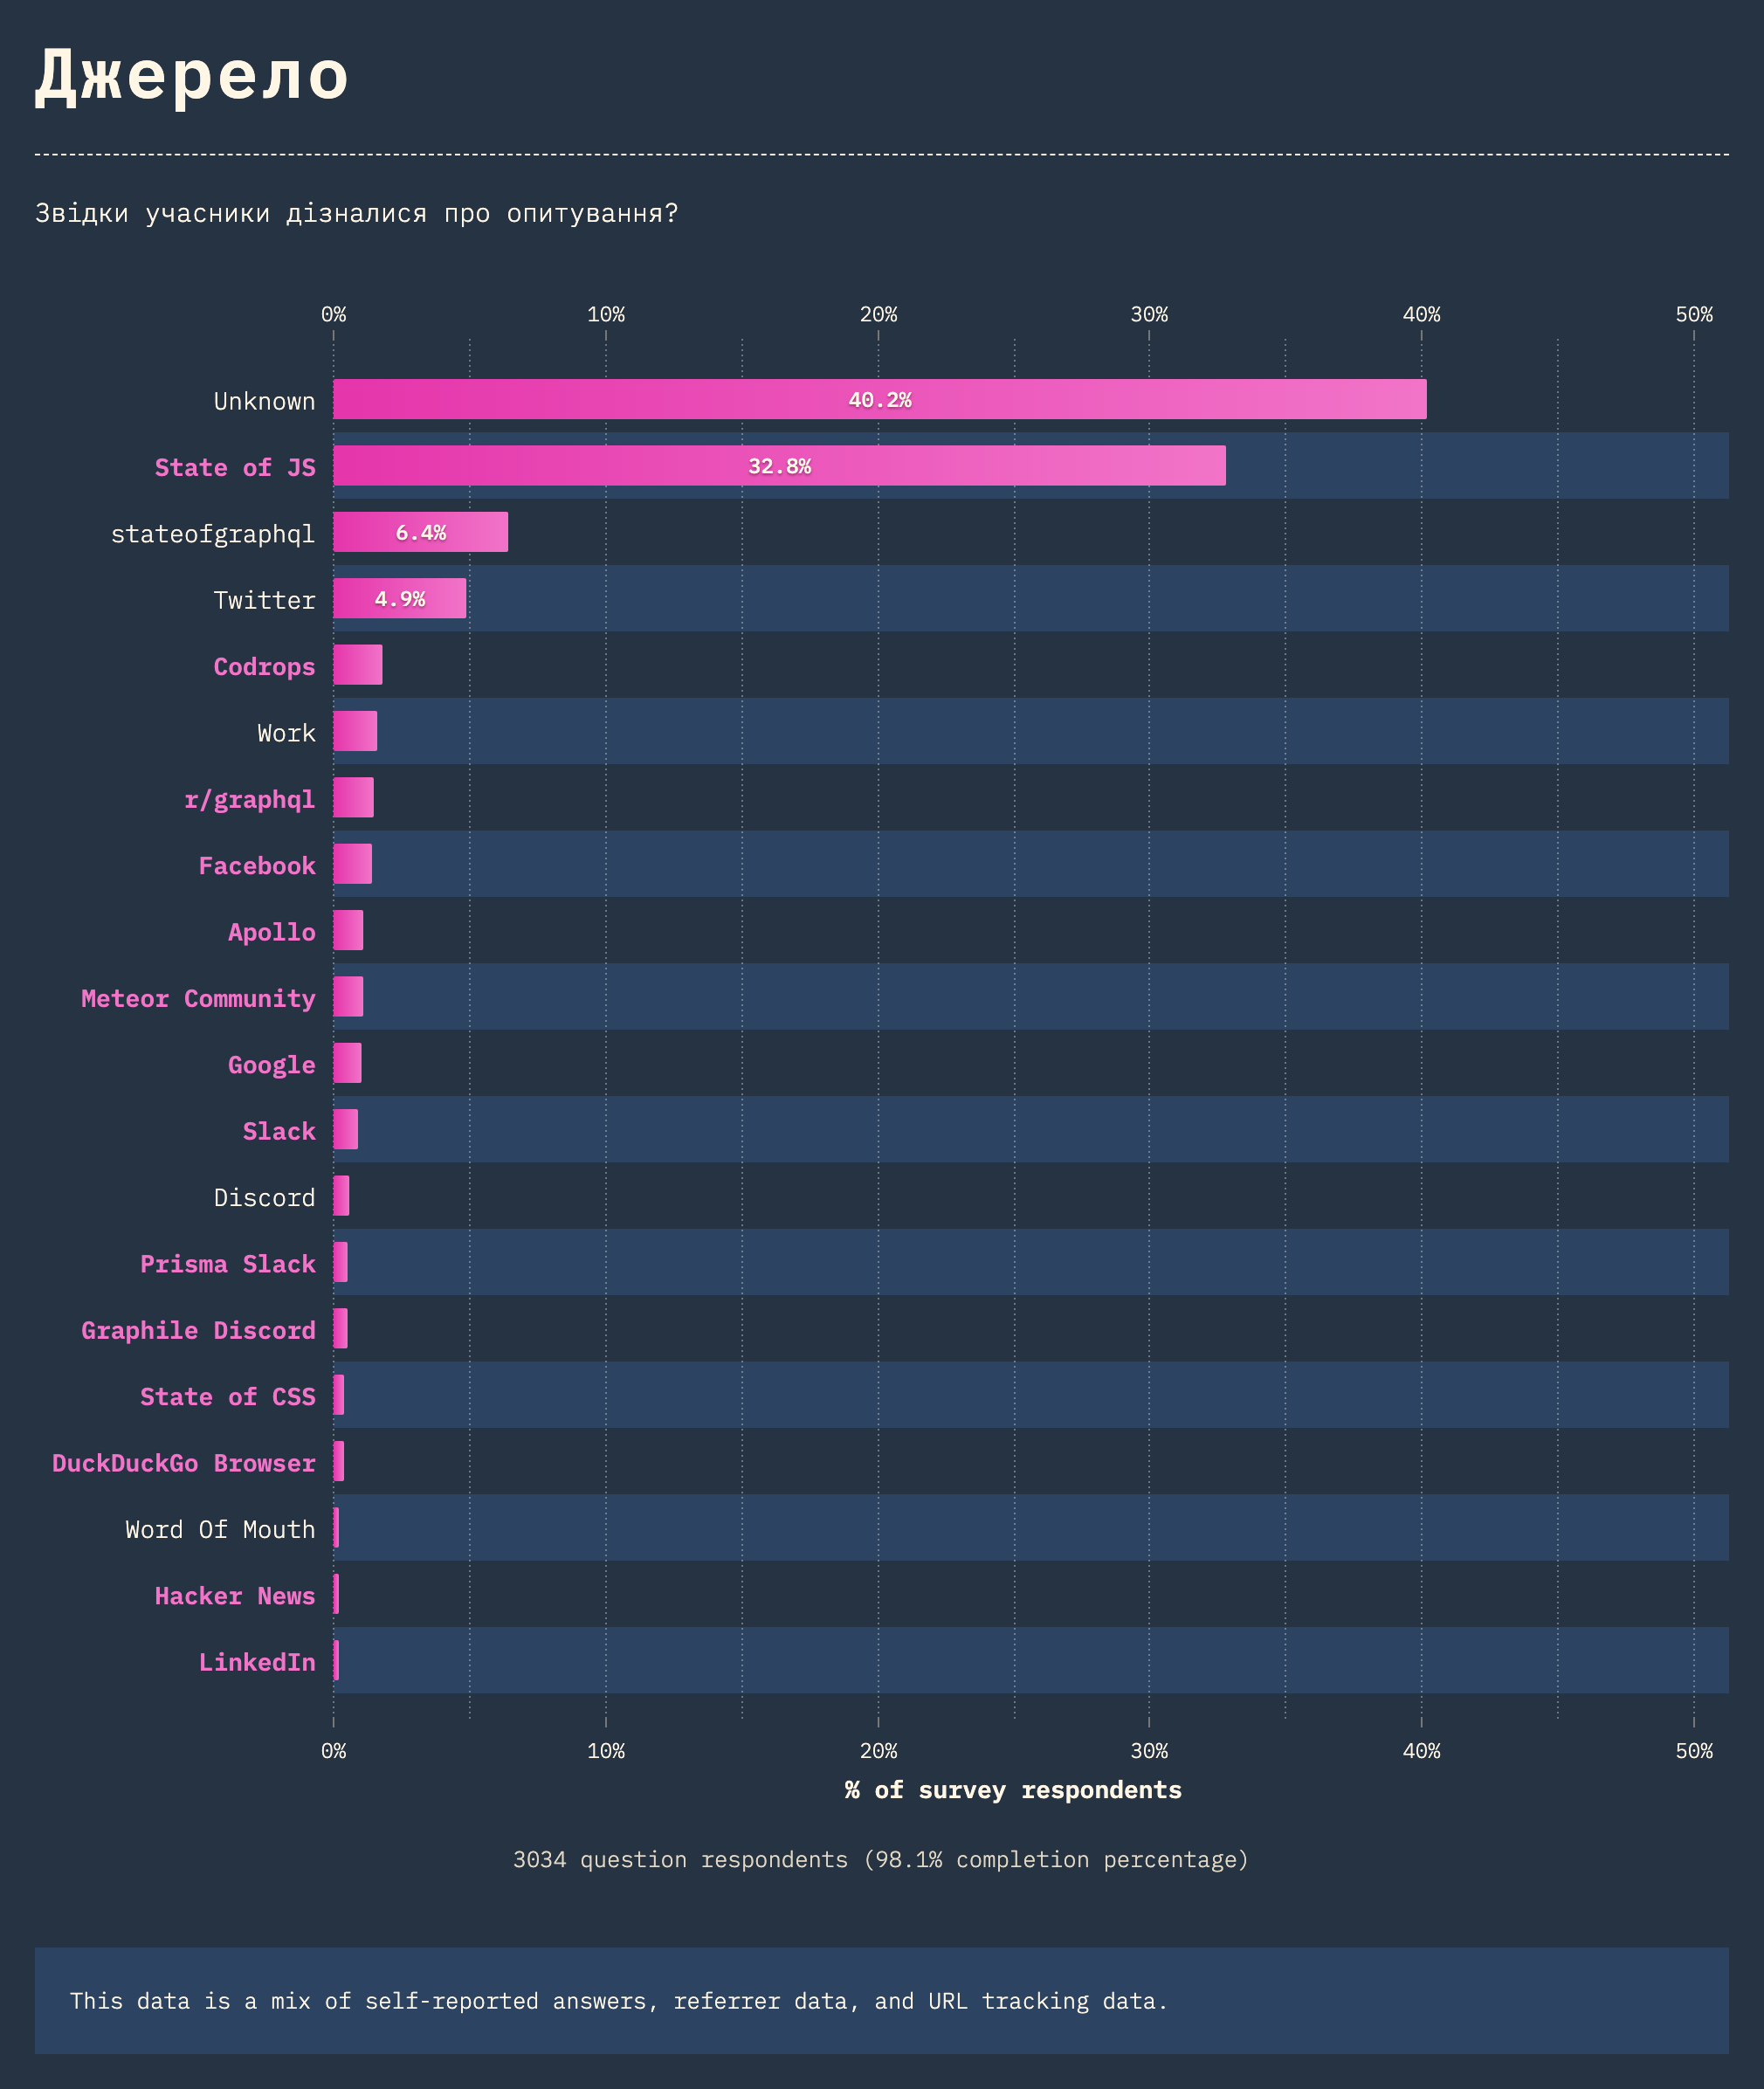 Джерело
Звідки учасники дізналися про опитування?
0% 10% 20% 30% 40% 50%
Unknown 40.2%
State of JS 32.8%
stateofgraphql 6.4%
Twitter 4.9%
Codrops
Work
r/graphql
Facebook
Apollo
Meteor Community
Google
Slack
Discord
Prisma Slack
Graphile Discord
State of CSS
DuckDuckGo Browser
Word Of Mouth
Hacker News
LinkedIn
0% 10% 20% 30% 40% 50%
% of survey respondents
3034 question respondents (98.1% completion percentage)
This data is a mix of self-reported answers, referrer data, and URL tracking data.